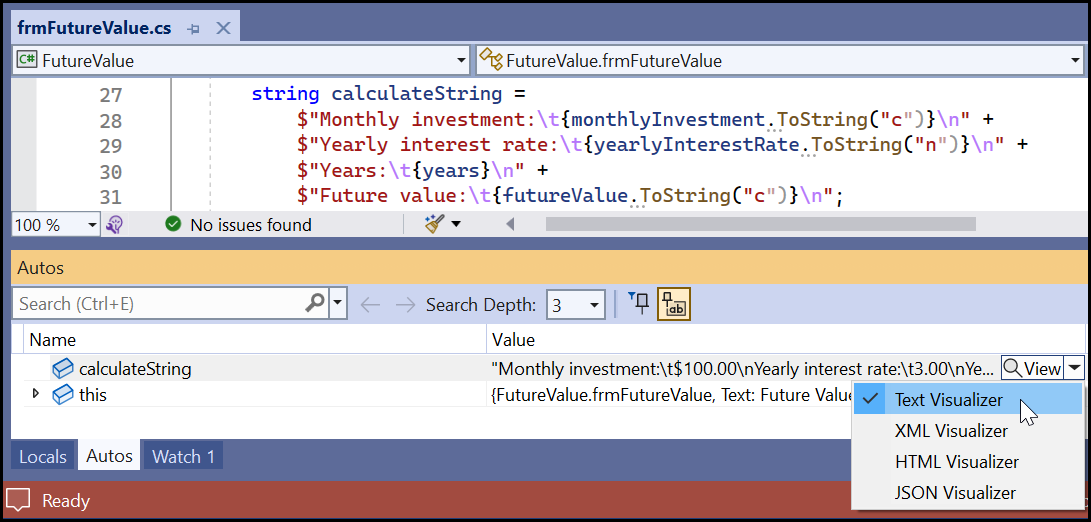 frmFutureValue.cs
C# FutureValue FutureValue.frmFutureValue
27 string calculateString =
28 $"Monthly investment:\t{monthlyInvestment.ToString("c")}\n" +
29 $"Yearly interest rate:\t{yearlyInterestRate.ToString("n")}\n" +
30 $"Years:\t{years}\n" +
31 $"Future value:\t{futureValue.ToString("c")}\n";
100 % No issues found
Autos
Search (Ctrl+E) Search Depth: 3 ab
Name Value
calculateString "Monthly investment:\t$100.00\nYearly interest rate:\t3.00\nYe... View
this {FutureValue.frmFutureValue, Text: Future Value
Text Visualizer
XML Visualizer
HTML Visualizer
JSON Visualizer
Locals Autos Watch 1
Ready